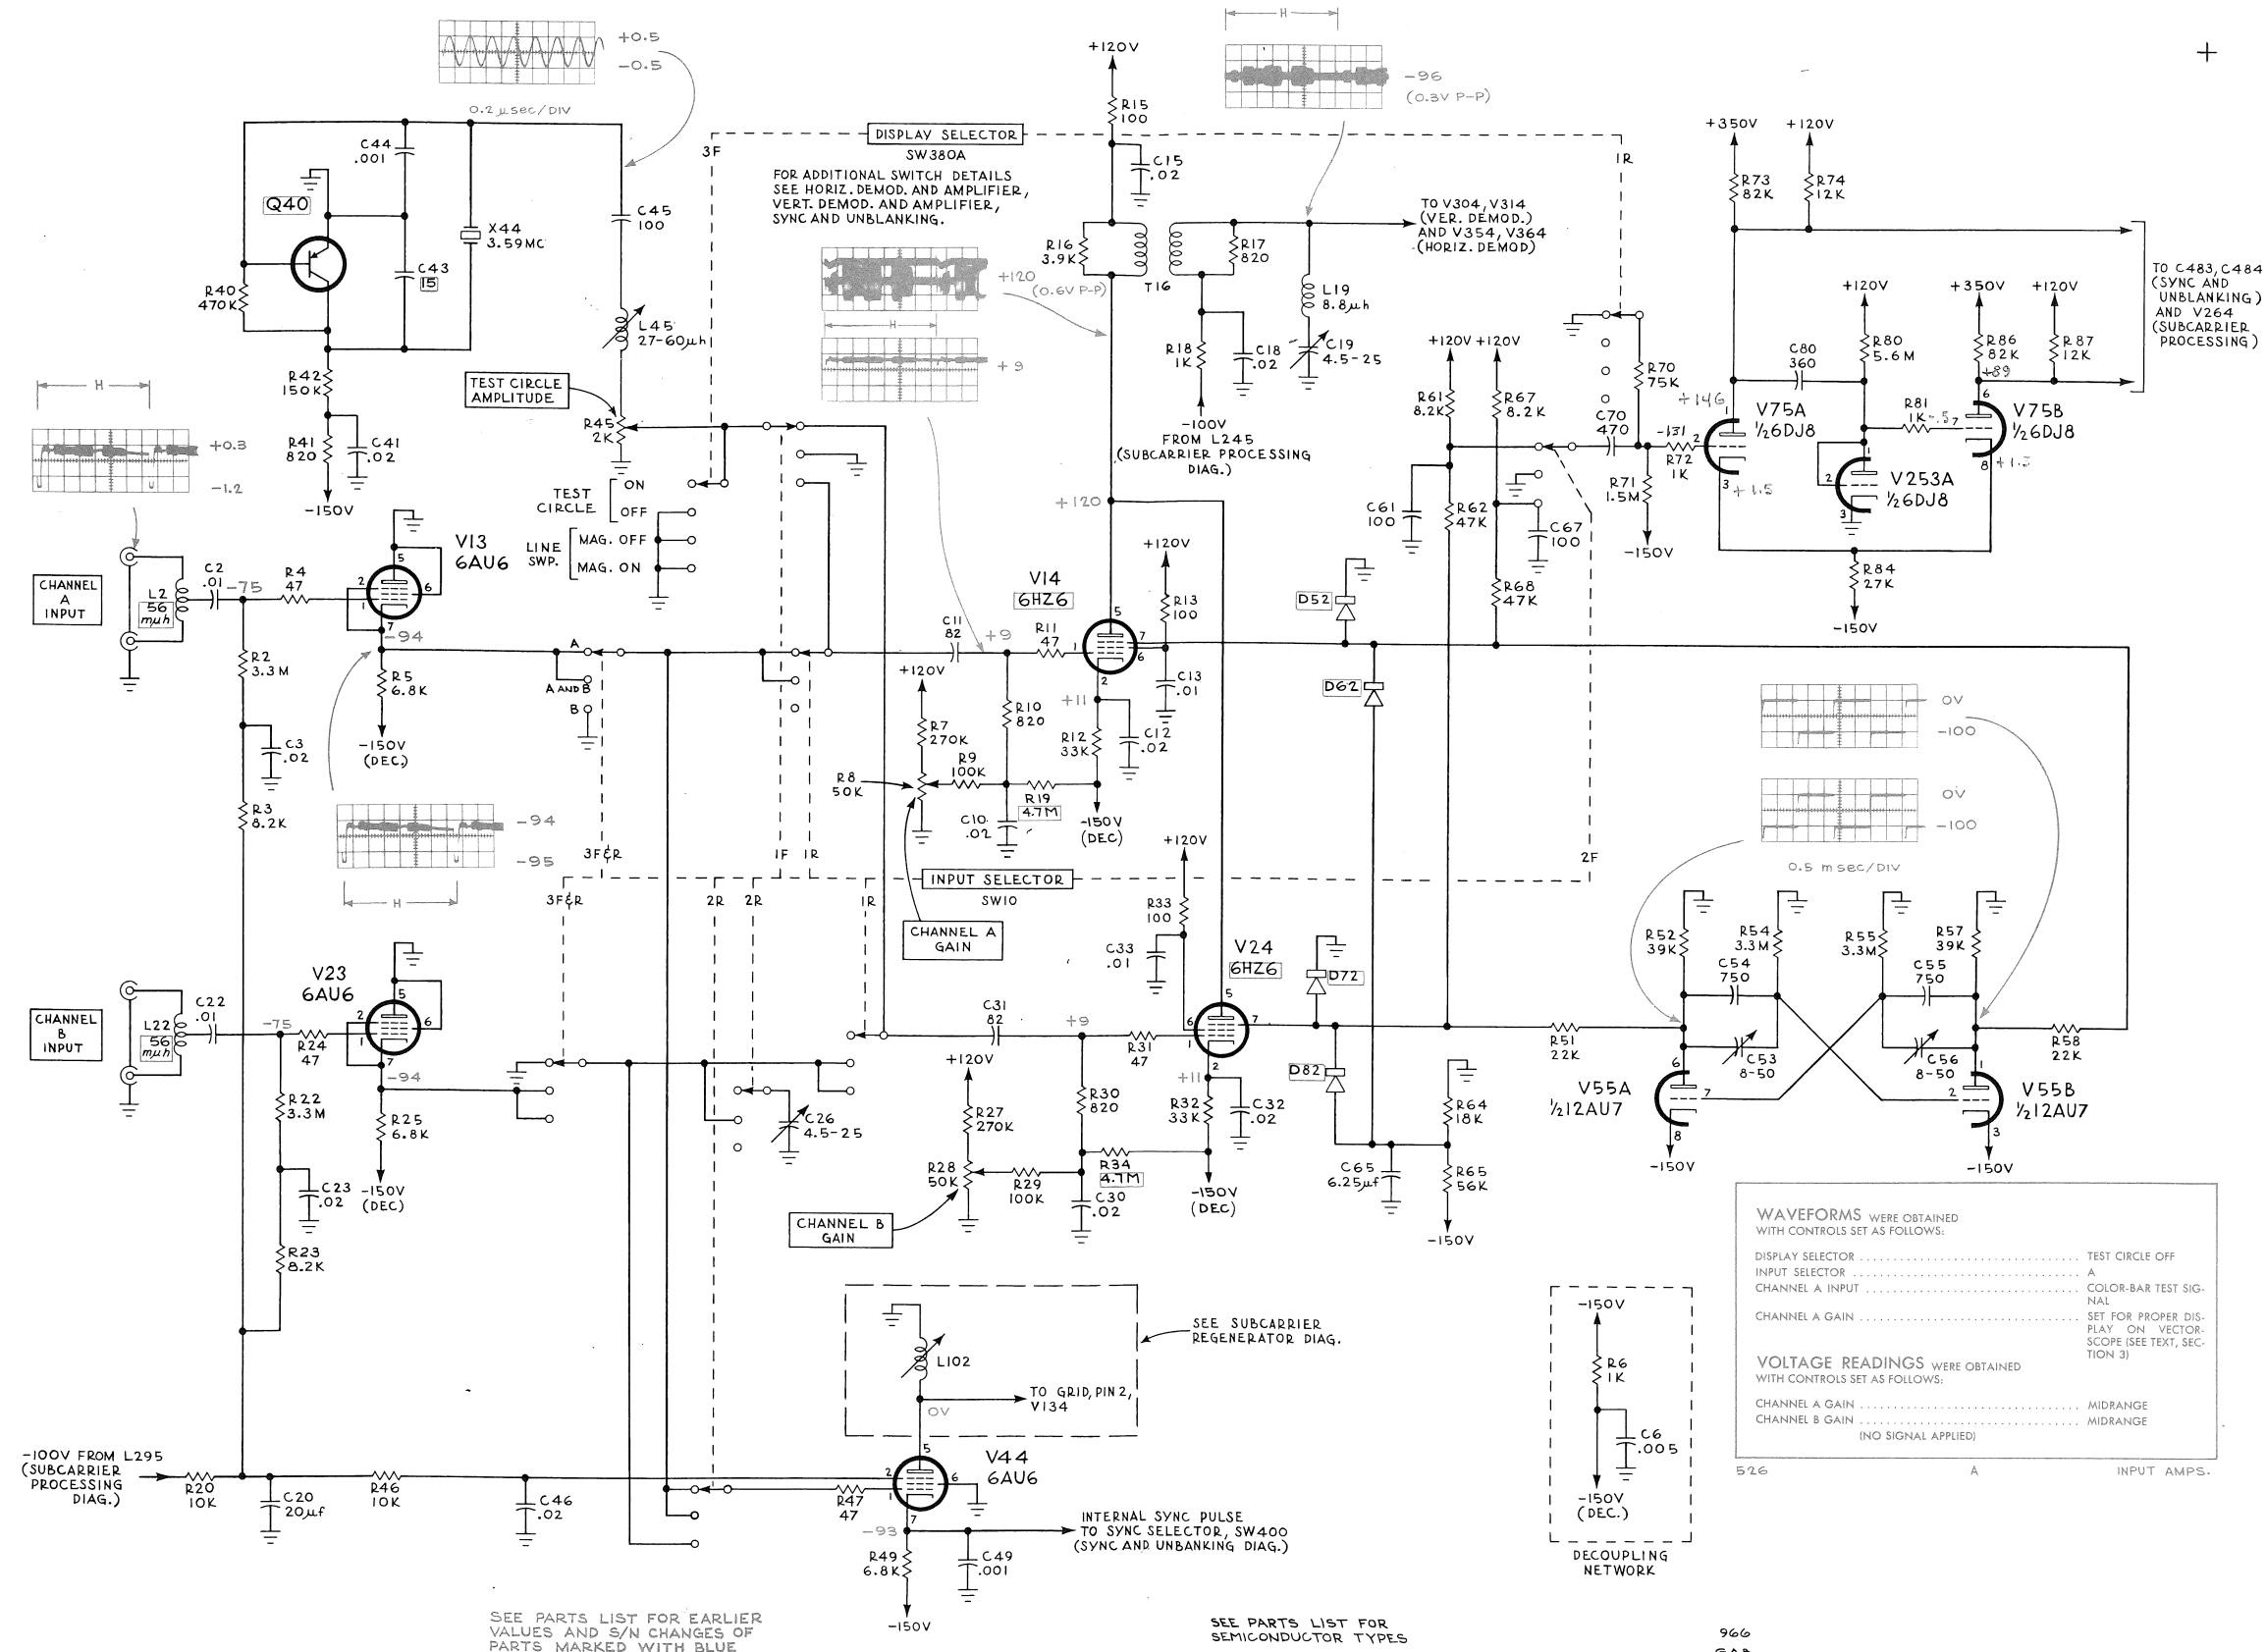 +0.5
-0.5
0.2 µsec/DIV
H
-96
(0.3V P-P)
+120V
R15
100
DISPLAY SELECTOR
SW380A
3F
1R
FOR ADDITIONAL SWITCH DETAILS
SEE HORIZ. DEMOD. AND AMPLIFIER,
VERT. DEMOD. AND AMPLIFIER,
SYNC AND UNBLANKING.
C15
.02
C44
.001
Q40
X44
3.59MC
C45
100
C43
15
R40
470K
L45
27-60µh
R42
150K
R41
820
C41
.02
-150V
TEST CIRCLE
AMPLITUDE
R45
2K
+120
(0.6V P-P)
H
+9
R16
3.9K
T16
R17
820
L19
8.8µh
C19
4.5-25
R18
1K
C18
.02
-100V
FROM L245
(SUBCARRIER PROCESSING
DIAG.)
TO V304, V314
(VER. DEMOD.)
AND V354, V364
(HORIZ. DEMOD)
+350V
+120V
R73
82K
R74
12K
TO C483, C484
(SYNC AND
UNBLANKING)
AND V264
(SUBCARRIER
PROCESSING)
+120V
+350V
+120V
C80
360
R80
5.6M
R86
82K
R87
12K
+89
+146
V75A
½6DJ8
R81
1K
-.5
V75B
½6DJ8
V253A
½6DJ8
R84
27K
-150V
+1.5
+120V
+120V
R61
8.2K
R67
8.2K
R70
75K
C70
470
-131
R72
1K
R71
1.5M
-150V
C61
100
R62
47K
C67
100
R68
47K
H
+0.3
-1.2
CHANNEL
A
INPUT
L2
56
mµh
C2
.01
-75
R4
47
V13
6AU6
-94
R5
6.8K
-150V
(DEC.)
R2
3.3M
C3
.02
R3
8.2K
-94
-95
H
TEST
CIRCLE
ON
OFF
LINE
SWP.
MAG. OFF
MAG. ON
A
A AND B
B
3F&R
1F
1R
2F
INPUT SELECTOR
SW10
3F&R
2R
2R
1R
+120
C11
82
+9
R11
47
V14
6HZ6
+120V
R13
100
C13
.01
+11
R10
820
R12
33K
C12
.02
+120V
R7
270K
R8
50K
R9
100K
R19
4.7M
C10
.02
-150V
(DEC)
CHANNEL A
GAIN
D52
D62
0V
-100
0V
-100
0.5 msec/DIV
+120V
R33
100
C33
.01
V24
6HZ6
D72
D82
CHANNEL
B
INPUT
L22
56
mµh
C22
.01
-75
R24
47
V23
6AU6
-94
R25
6.8K
-150V
(DEC)
R22
3.3M
C23
.02
R23
8.2K
C26
4.5-25
C31
82
+9
R31
47
+11
R30
820
R32
33K
C32
.02
+120V
R27
270K
R28
50K
R29
100K
R34
4.7M
C30
.02
-150V
(DEC)
CHANNEL B
GAIN
R64
18K
C65
6.25µf
R65
56K
-150V
R51
22K
R52
39K
R54
3.3M
R55
3.3M
R57
39K
C54
750
C55
750
C53
8-50
C56
8-50
R58
22K
V55A
½12AU7
V55B
½12AU7
-150V
-150V
WAVEFORMS WERE OBTAINED
WITH CONTROLS SET AS FOLLOWS:
DISPLAY SELECTOR ........ TEST CIRCLE OFF
INPUT SELECTOR ........ A
CHANNEL A INPUT ........ COLOR-BAR TEST SIG-
NAL
CHANNEL A GAIN ........ SET FOR PROPER DIS-
PLAY ON VECTOR-
SCOPE (SEE TEXT, SEC-
TION 3)
VOLTAGE READINGS WERE OBTAINED
WITH CONTROLS SET AS FOLLOWS:
CHANNEL A GAIN ........ MIDRANGE
CHANNEL B GAIN ........ MIDRANGE
(NO SIGNAL APPLIED)
526
A
INPUT AMPS.
L102
SEE SUBCARRIER
REGENERATOR DIAG.
TO GRID, PIN 2,
V134
0V
V44
6AU6
-100V FROM L295
(SUBCARRIER
PROCESSING
DIAG.)
R20
10K
C20
20µf
R46
10K
C46
.02
R47
47
-93
R49
6.8K
C49
.001
-150V
INTERNAL SYNC PULSE
TO SYNC SELECTOR, SW400
(SYNC AND UNBANKING DIAG.)
-150V
R6
1K
C6
.005
-150V
(DEC.)
DECOUPLING
NETWORK
SEE PARTS LIST FOR EARLIER
VALUES AND S/N CHANGES OF
PARTS MARKED WITH BLUE
SEE PARTS LIST FOR
SEMICONDUCTOR TYPES
966